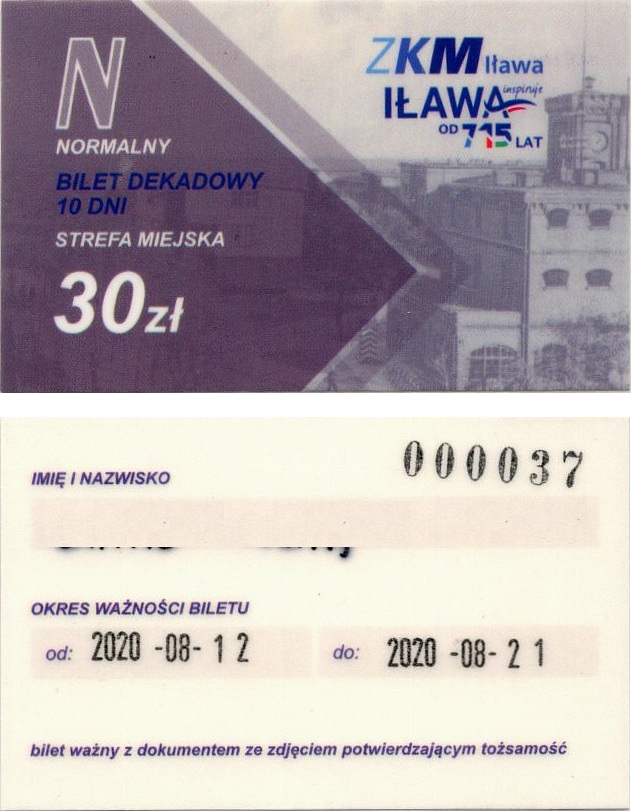 N
NORMALNY
BILET DEKADOWY
10 DNI
STREFA MIEJSKA
30zł
ZKM Iława
inspiruje
IŁAWA
OD 715 LAT
000037
IMIĘ I NAZWISKO
OKRES WAŻNOŚCI BILETU
od: 2020 -08- 12 do: 2020 -08- 21
bilet ważny z dokumentem ze zdjęciem potwierdzającym tożsamość